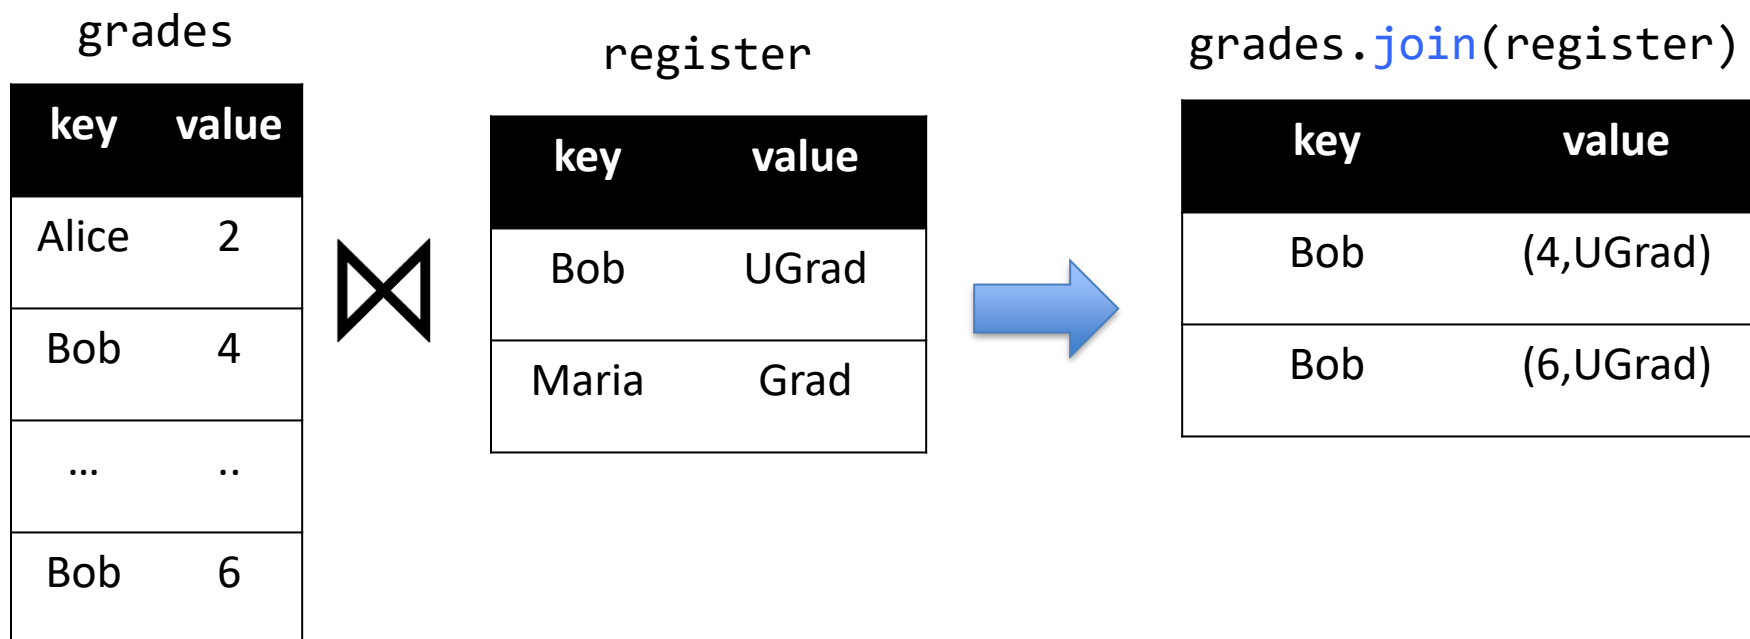 grades
key value
Alice 2
Bob 4
… ..
Bob 6
register
key value
Bob UGrad
Maria Grad
grades.join(register)
key value
Bob (4,UGrad)
Bob (6,UGrad)